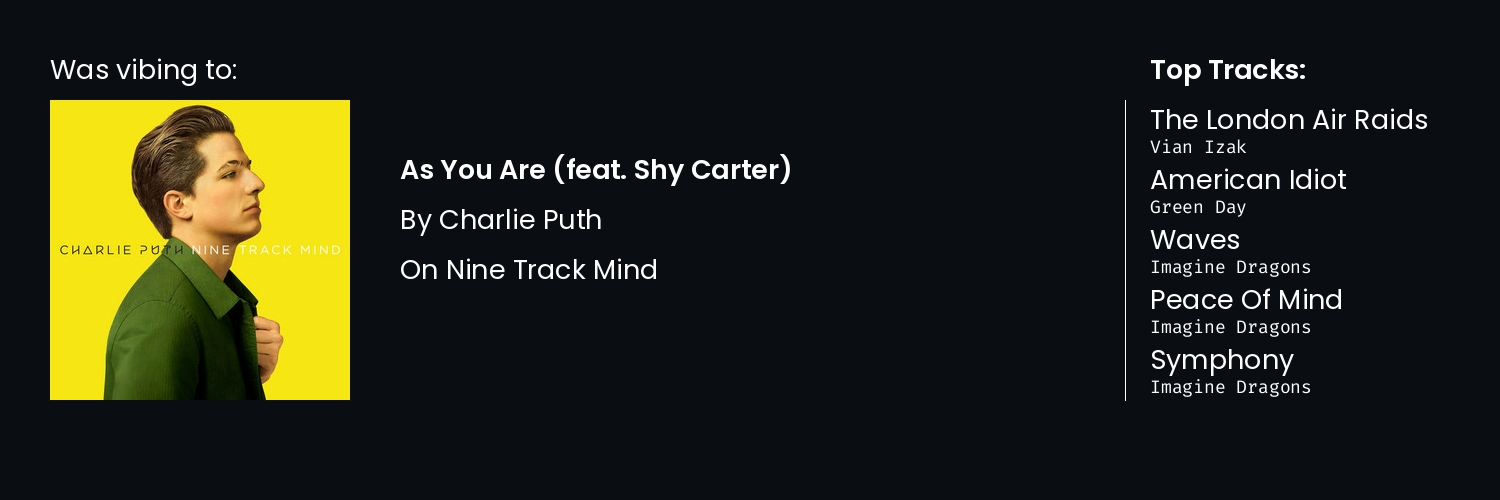 Was vibing to:
CHARLIE PUTH NINE TRACK MIND
As You Are (feat. Shy Carter)
By Charlie Puth
On Nine Track Mind
Top Tracks:
The London Air Raids
Vian Izak
American Idiot
Green Day
Waves
Imagine Dragons
Peace Of Mind
Imagine Dragons
Symphony
Imagine Dragons